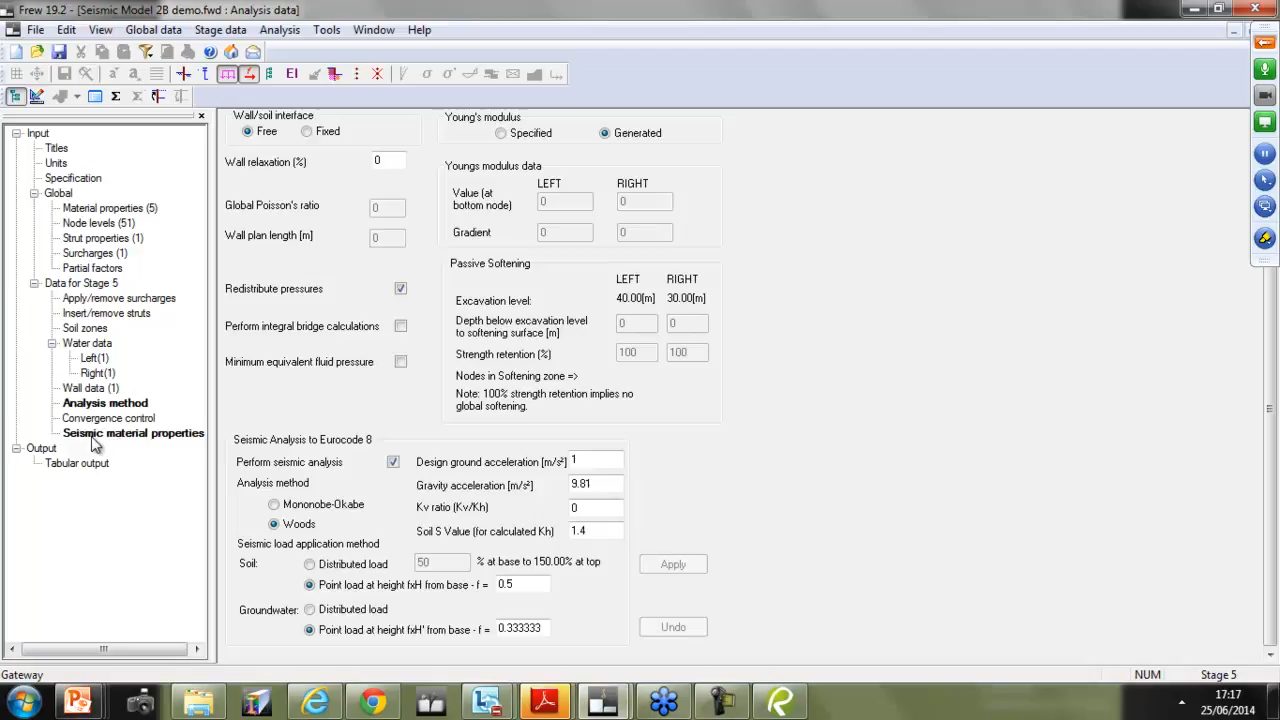 Frew 19.2 - [Seismic Model 2B demo.fwd : Analysis data]
File Edit View Global data Stage data Analysis Tools Window Help
EI
Input
Titles
Units
Specification
Global
Material properties (5)
Node levels (51)
Strut properties (1)
Surcharges (1)
Partial factors
Data for Stage 5
Apply/remove surcharges
Insert/remove struts
Soil zones
Water data
Left(1)
Right(1)
Wall data (1)
Analysis method
Convergence control
Seismic material properties
Output
Tabular output
Wall/soil interface
Free Fixed
Wall relaxation (%) 0
Global Poisson's ratio 0
Wall plan length [m] 0
Redistribute pressures
Perform integral bridge calculations
Minimum equivalent fluid pressure
Young's modulus
Specified Generated
Youngs modulus data
LEFT RIGHT
Value (at bottom node) 0 0
Gradient 0 0
Passive Softening
LEFT RIGHT
Excavation level: 40.00[m] 30.00[m]
Depth below excavation level
to softening surface [m] 0 0
Strength retention (%) 100 100
Nodes in Softening zone =>
Note: 100% strength retention implies no
global softening.
Seismic Analysis to Eurocode 8
Perform seismic analysis Design ground acceleration [m/s²] 1
Analysis method Gravity acceleration [m/s²] 9.81
Mononobe-Okabe Kv ratio (Kv/Kh) 0
Woods Soil S Value (for calculated Kh) 1.4
Seismic load application method
Soil: Distributed load 50 % at base to 150.00% at top
Point load at height fxH from base - f = 0.5
Groundwater: Distributed load
Point load at height fxH' from base - f = 0.333333
Apply
Undo
Gateway NUM Stage 5
17:17
25/06/2014